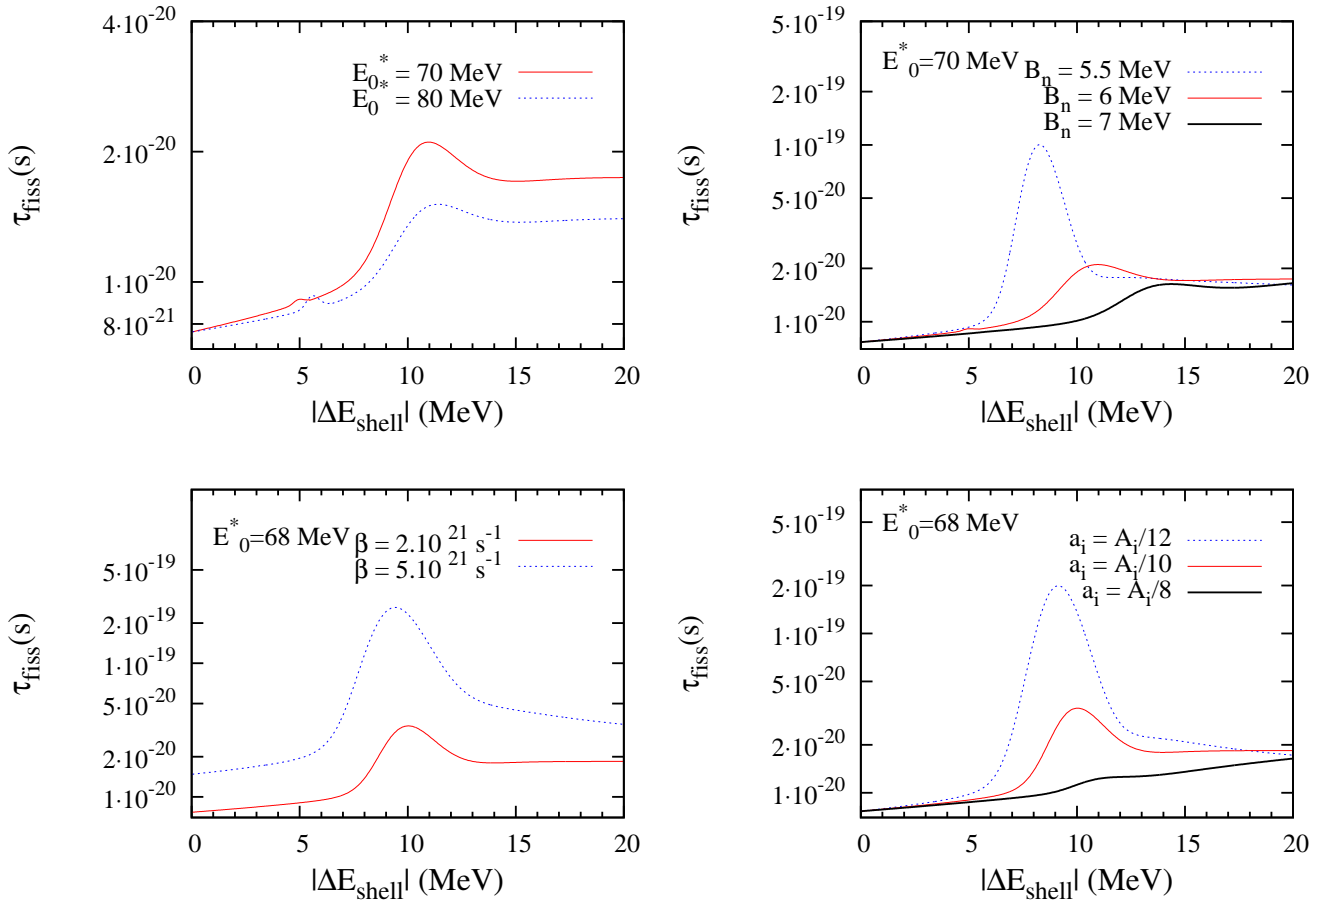 4·10-20
2·10-20
1·10-20
8·10-21
τfiss(s)
E0* = 70 MeV
E0* = 80 MeV
0 5 10 15 20
|ΔEshell| (MeV)
5·10-19
2·10-19
1·10-19
5·10-20
2·10-20
1·10-20
τfiss(s)
E*0=70 MeV
Bn = 5.5 MeV
Bn = 6 MeV
Bn = 7 MeV
0 5 10 15 20
|ΔEshell| (MeV)
5·10-19
2·10-19
1·10-19
5·10-20
2·10-20
1·10-20
τfiss(s)
E*0=68 MeV
β = 2.10 21 s-1
β = 5.10 21 s-1
0 5 10 15 20
|ΔEshell| (MeV)
5·10-19
2·10-19
1·10-19
5·10-20
2·10-20
1·10-20
τfiss(s)
E*0=68 MeV
ai = Ai/12
ai = Ai/10
ai = Ai/8
0 5 10 15 20
|ΔEshell| (MeV)